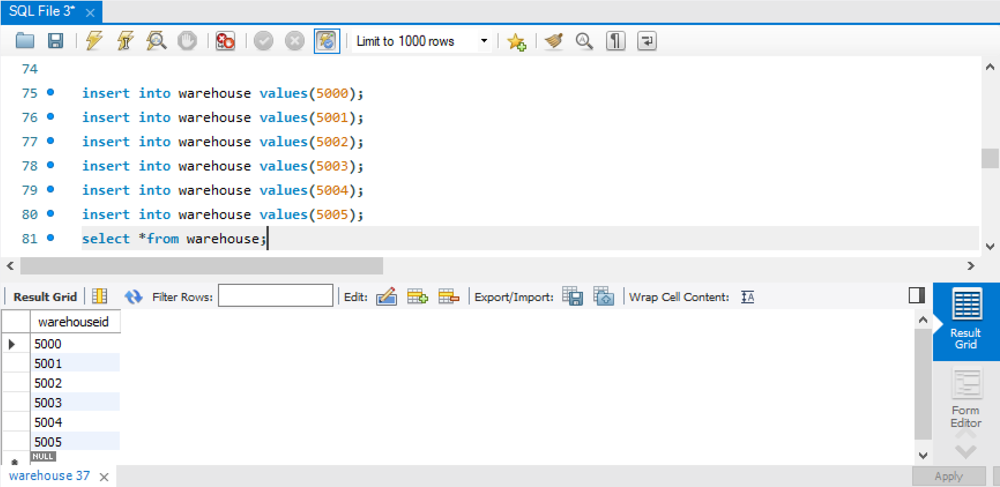 SQL File 3*
Limit to 1000 rows
74
75 insert into warehouse values(5000);
76 insert into warehouse values(5001);
77 insert into warehouse values(5002);
78 insert into warehouse values(5003);
79 insert into warehouse values(5004);
80 insert into warehouse values(5005);
81 select *from warehouse;
Result Grid Filter Rows: Edit: Export/Import: Wrap Cell Content:
warehouseid
5000
5001
5002
5003
5004
5005
NULL
Result
Grid
Form
Editor
warehouse 37
Apply